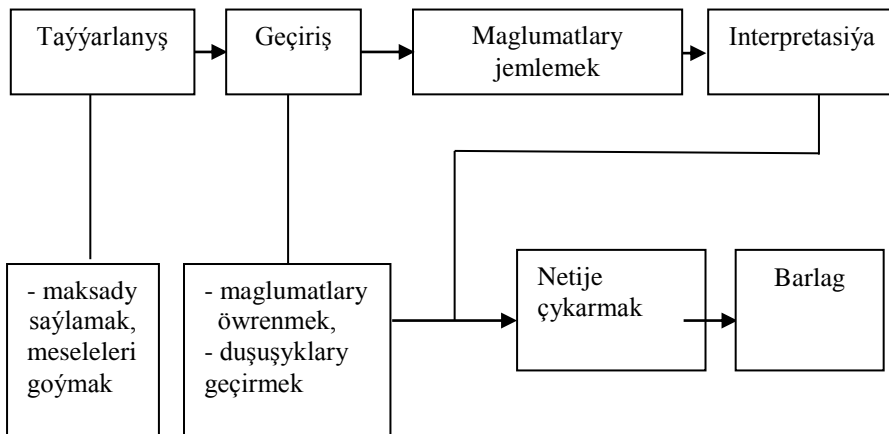 Taýýarlanyş
Geçiriş
Maglumatlary
jemlemek
Interpretasiýa
- maksady
saýlamak,
meseleleri
goýmak
- maglumatlary
öwrenmek,
- duşuşyklary
geçirmek
Netije
çykarmak
Barlag